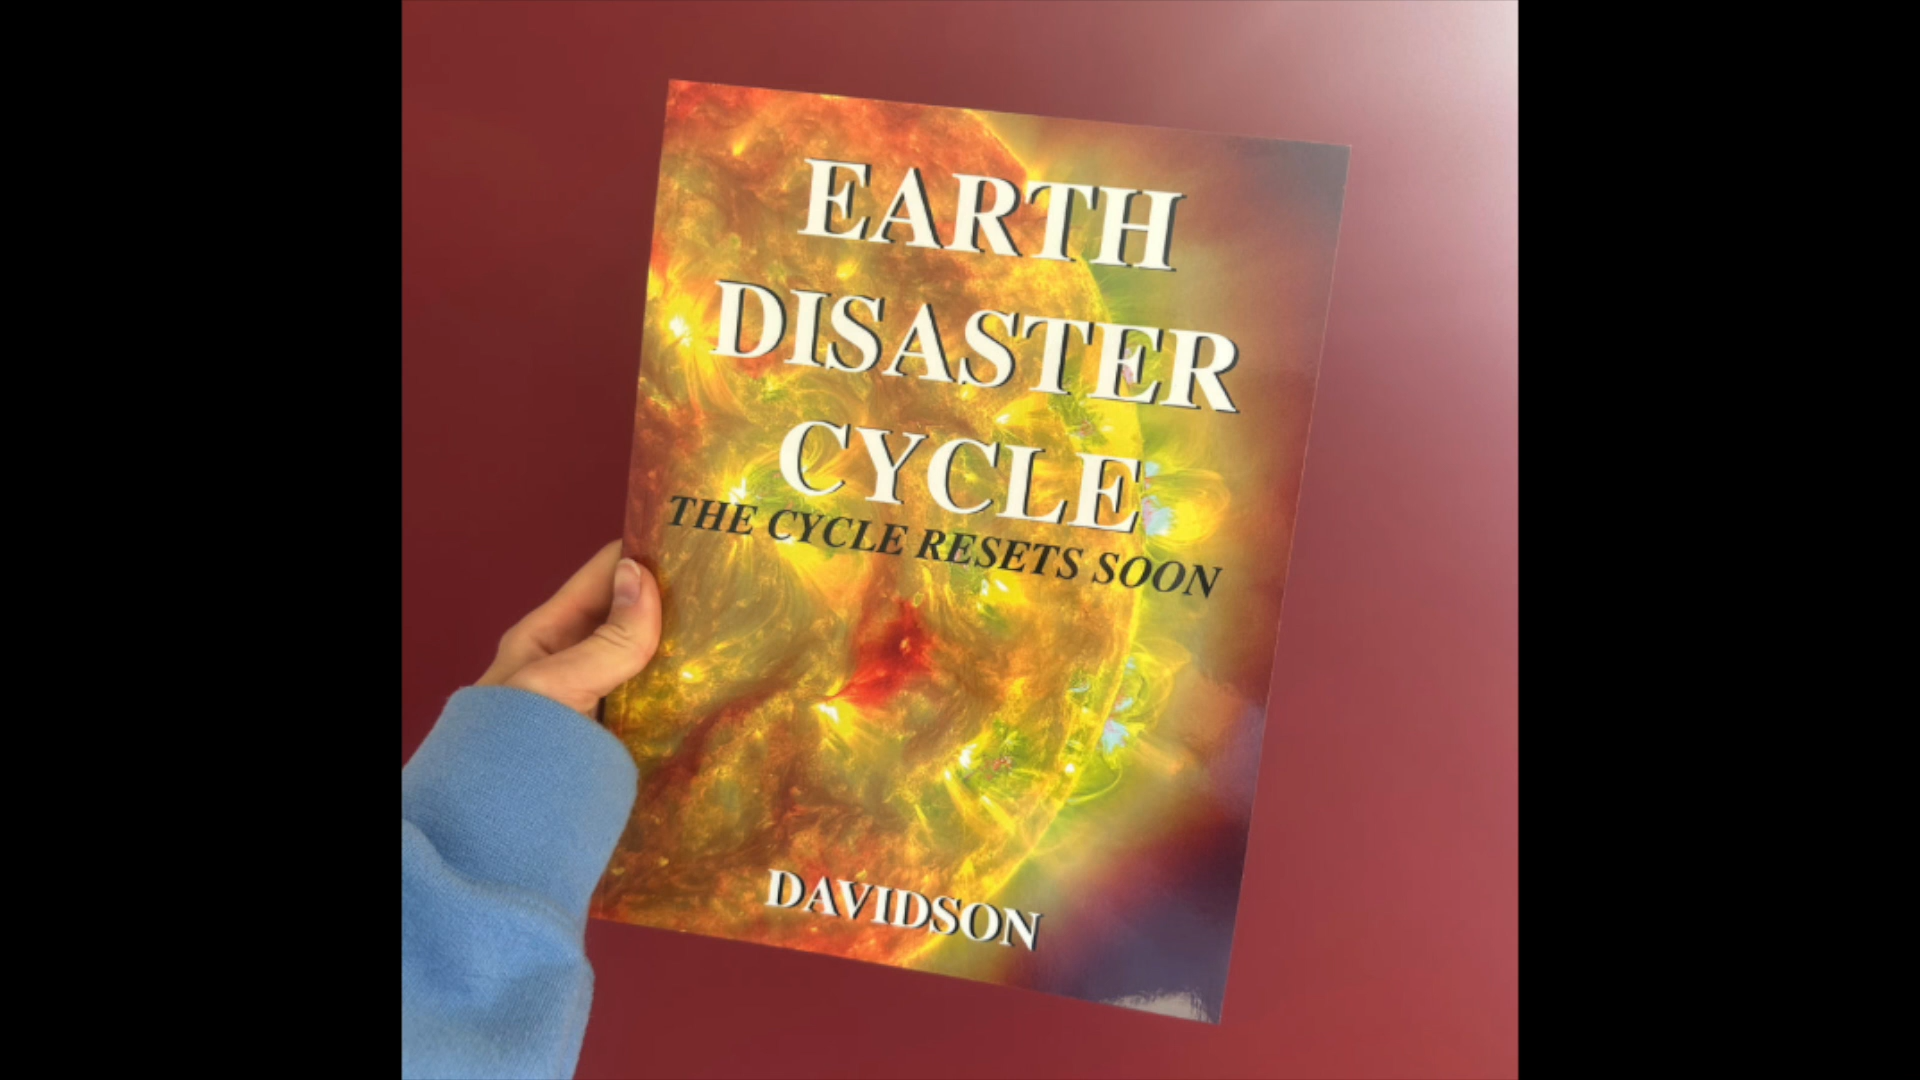 EARTH
DISASTER
CYCLE
THE CYCLE RESETS SOON
DAVIDSON